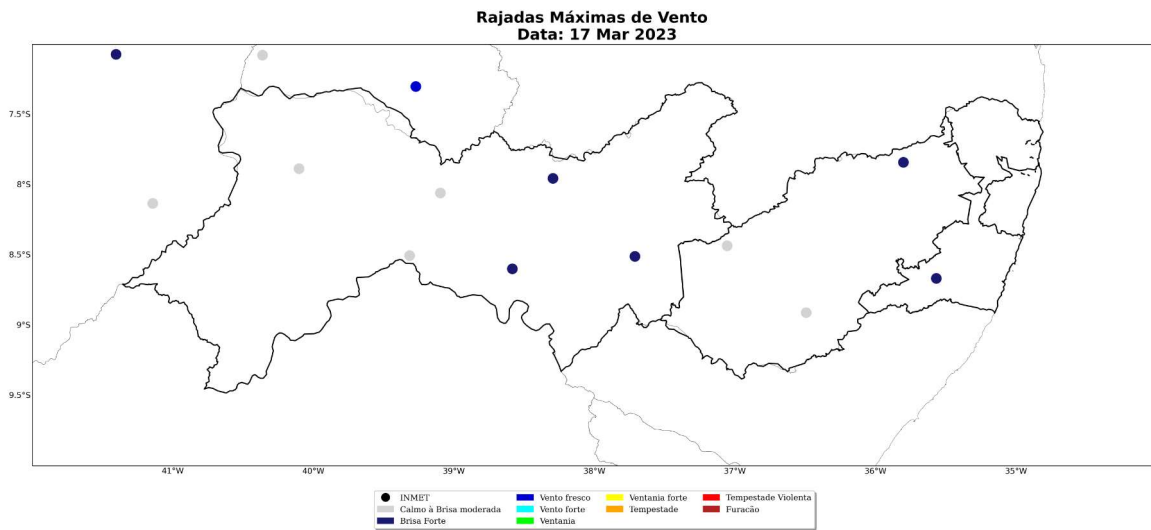 Rajadas Máximas de Vento
Data: 17 Mar 2023
7.5°S
8°S
8.5°S
9°S
9.5°S
41°W 40°W 39°W 38°W 37°W 36°W 35°W
INMET
Calmo à Brisa moderada
Brisa Forte
Vento fresco
Vento forte
Ventania
Ventania forte
Tempestade
Tempestade Violenta
Furacão